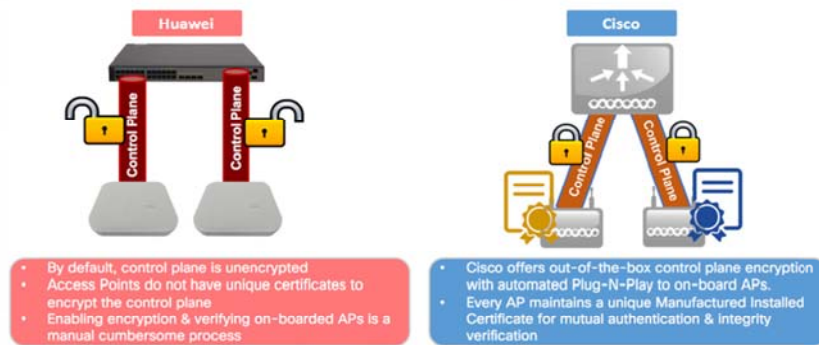 Huawei
Cisco
Control Plane
Control Plane
Control Plane
Control Plane
• By default, control plane is unencrypted
• Access Points do not have unique certificates to
encrypt the control plane
• Enabling encryption & verifying on-boarded APs is a
manual cumbersome process
• Cisco offers out-of-the-box control plane encryption
with automated Plug-N-Play to on-board APs.
• Every AP maintains a unique Manufactured Installed
Certificate for mutual authentication & integrity
verification